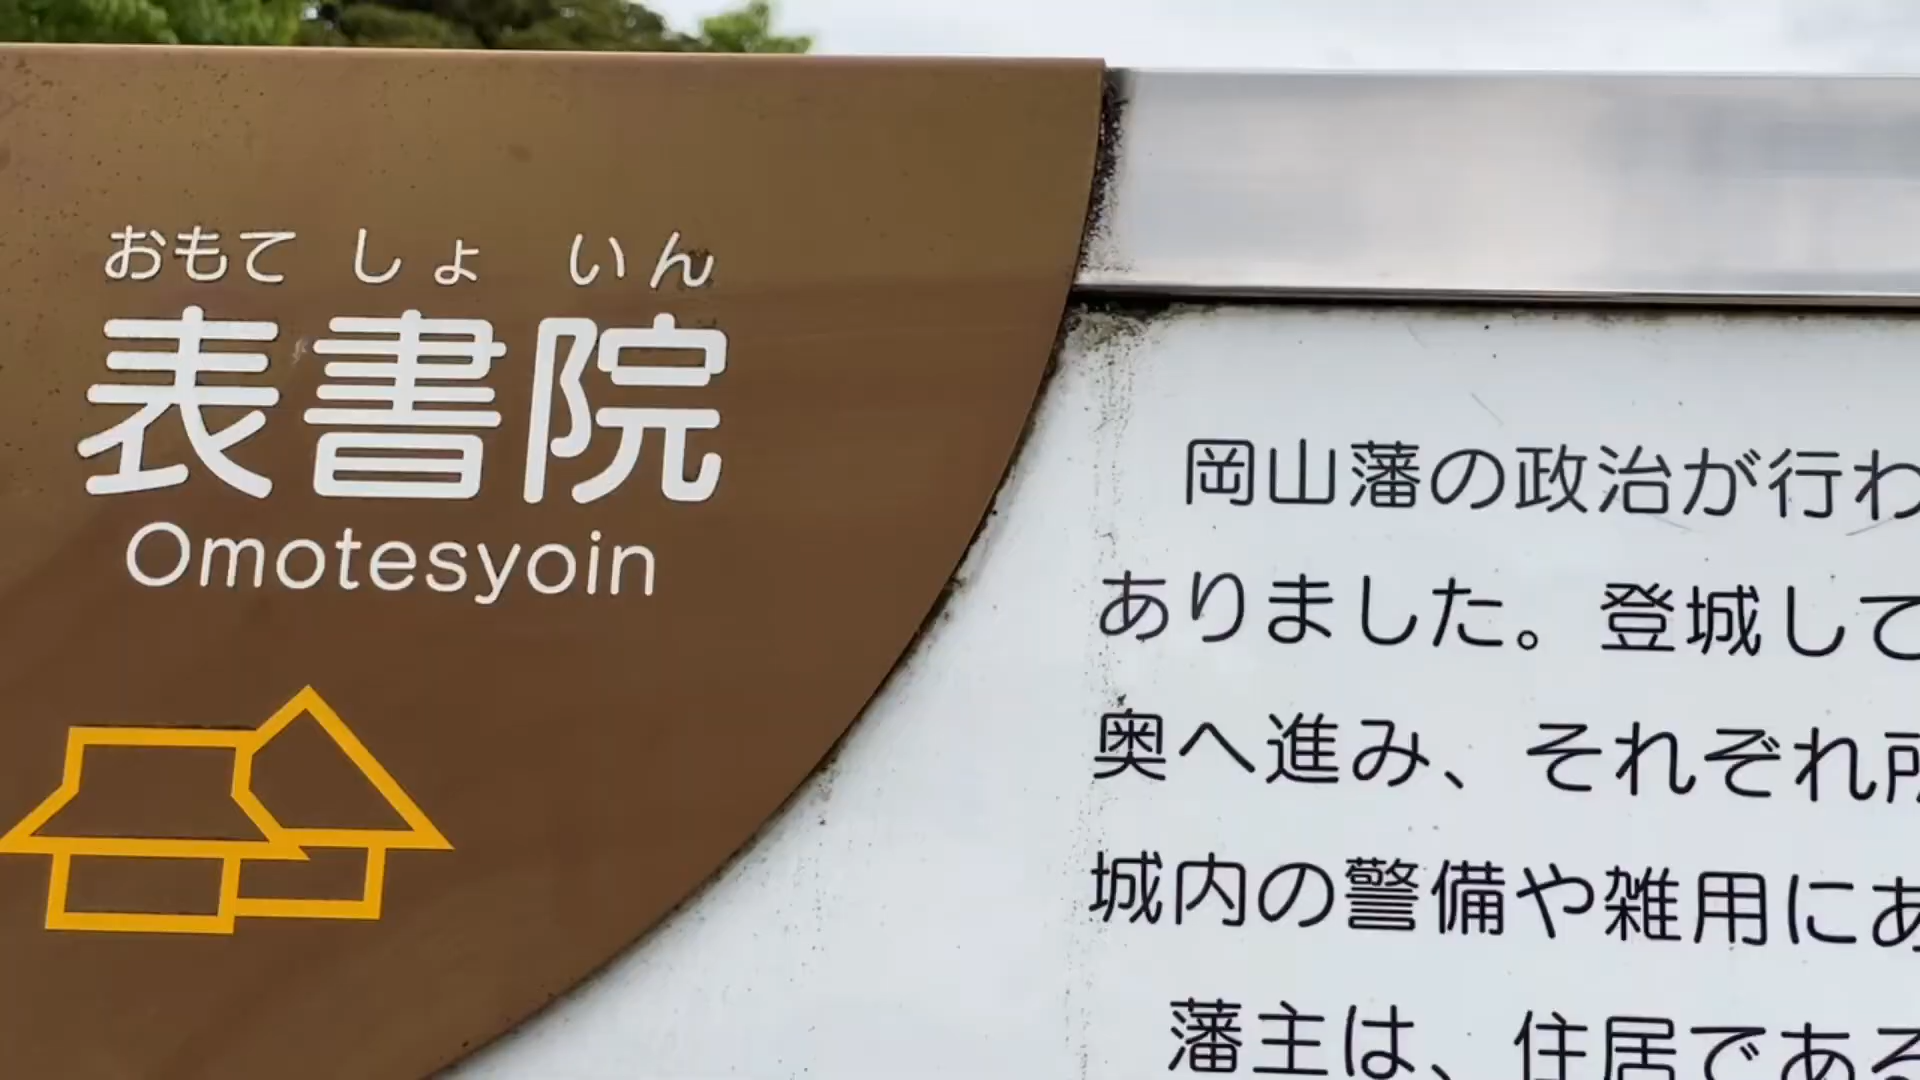 おもて しょ いん
表書院
Omotesyoin
岡山藩の政治が行わ
ありました。登城して
奥へ進み、それぞれ所
城内の警備や雑用にあ
藩主は、住居である